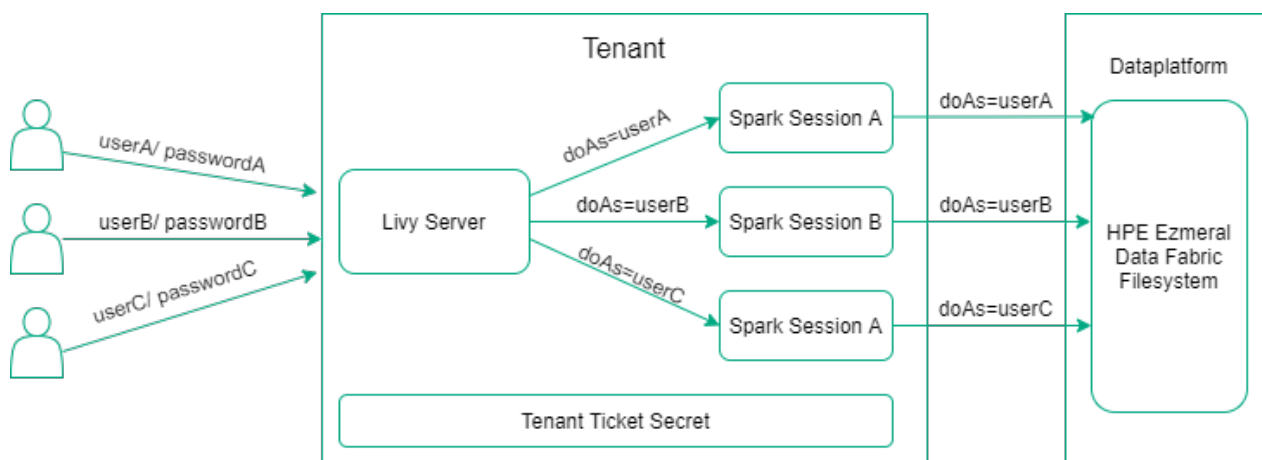 Tenant
Dataplatform
userA/ passwordA
userB/ passwordB
userC/ passwordC
Livy Server
doAs=userA
doAs=userB
doAs=userC
Spark Session A
Spark Session B
Spark Session A
doAs=userA
doAs=userB
doAs=userC
HPE Ezmeral
Data Fabric
Filesystem
Tenant Ticket Secret